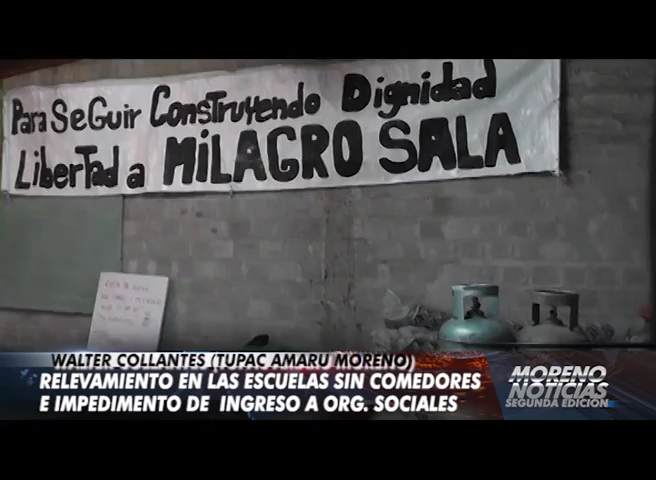 Para Seguir Construyendo Dignidad
Libertad a MILAGRO SALA
WALTER COLLANTES (TUPAC AMARU MORENO)
RELEVAMIENTO EN LAS ESCUELAS SIN COMEDORES
E IMPEDIMENTO DE INGRESO A ORG. SOCIALES
MORENO
NOTICIAS
SEGUNDA EDICION